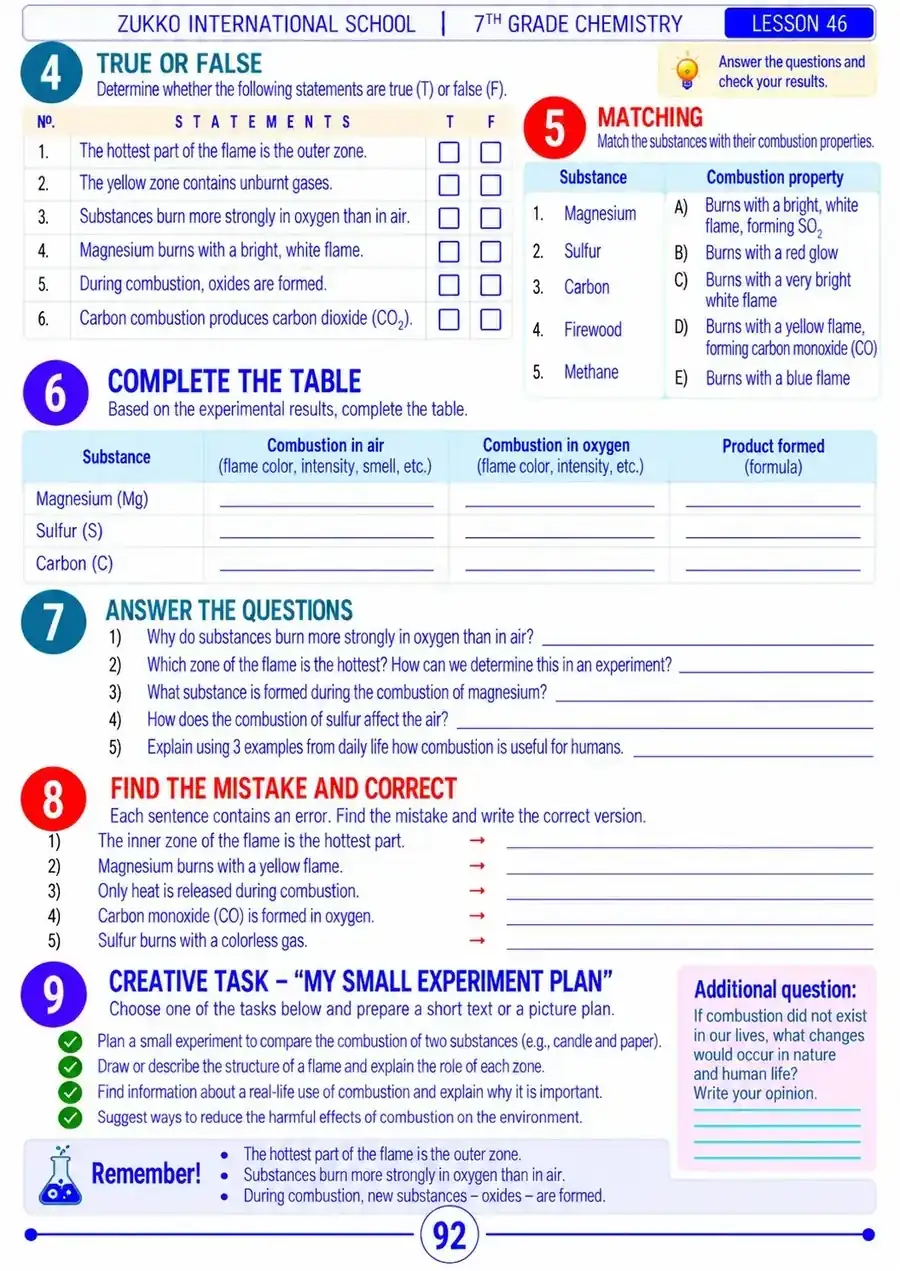 ZUKKO INTERNATIONAL SCHOOL | 7TH GRADE CHEMISTRY LESSON 46
4 TRUE OR FALSE
Determine whether the following statements are true (T) or false (F).
Answer the questions and
check your results.
Nº. STATEMENTS T F
1. The hottest part of the flame is the outer zone.
2. The yellow zone contains unburnt gases.
3. Substances burn more strongly in oxygen than in air.
4. Magnesium burns with a bright, white flame.
5. During combustion, oxides are formed.
6. Carbon combustion produces carbon dioxide (CO₂).
5 MATCHING
Match the substances with their combustion properties.
Substance Combustion property
1. Magnesium A) Burns with a bright, white
flame, forming SO₂
2. Sulfur B) Burns with a red glow
3. Carbon C) Burns with a very bright
white flame
4. Firewood D) Burns with a yellow flame,
forming carbon monoxide (CO)
5. Methane E) Burns with a blue flame
6 COMPLETE THE TABLE
Based on the experimental results, complete the table.
Substance Combustion in air Combustion in oxygen Product formed
(flame color, intensity, smell, etc.) (flame color, intensity, etc.) (formula)
Magnesium (Mg)
Sulfur (S)
Carbon (C)
7 ANSWER THE QUESTIONS
1) Why do substances burn more strongly in oxygen than in air?
2) Which zone of the flame is the hottest? How can we determine this in an experiment?
3) What substance is formed during the combustion of magnesium?
4) How does the combustion of sulfur affect the air?
5) Explain using 3 examples from daily life how combustion is useful for humans.
8 FIND THE MISTAKE AND CORRECT
Each sentence contains an error. Find the mistake and write the correct version.
1) The inner zone of the flame is the hottest part. →
2) Magnesium burns with a yellow flame. →
3) Only heat is released during combustion. →
4) Carbon monoxide (CO) is formed in oxygen. →
5) Sulfur burns with a colorless gas. →
9 CREATIVE TASK – “MY SMALL EXPERIMENT PLAN”
Choose one of the tasks below and prepare a short text or a picture plan.
Plan a small experiment to compare the combustion of two substances (e.g., candle and paper).
Draw or describe the structure of a flame and explain the role of each zone.
Find information about a real-life use of combustion and explain why it is important.
Suggest ways to reduce the harmful effects of combustion on the environment.
Additional question:
If combustion did not exist
in our lives, what changes
would occur in nature
and human life?
Write your opinion.
Remember!
• The hottest part of the flame is the outer zone.
• Substances burn more strongly in oxygen than in air.
• During combustion, new substances – oxides – are formed.
92